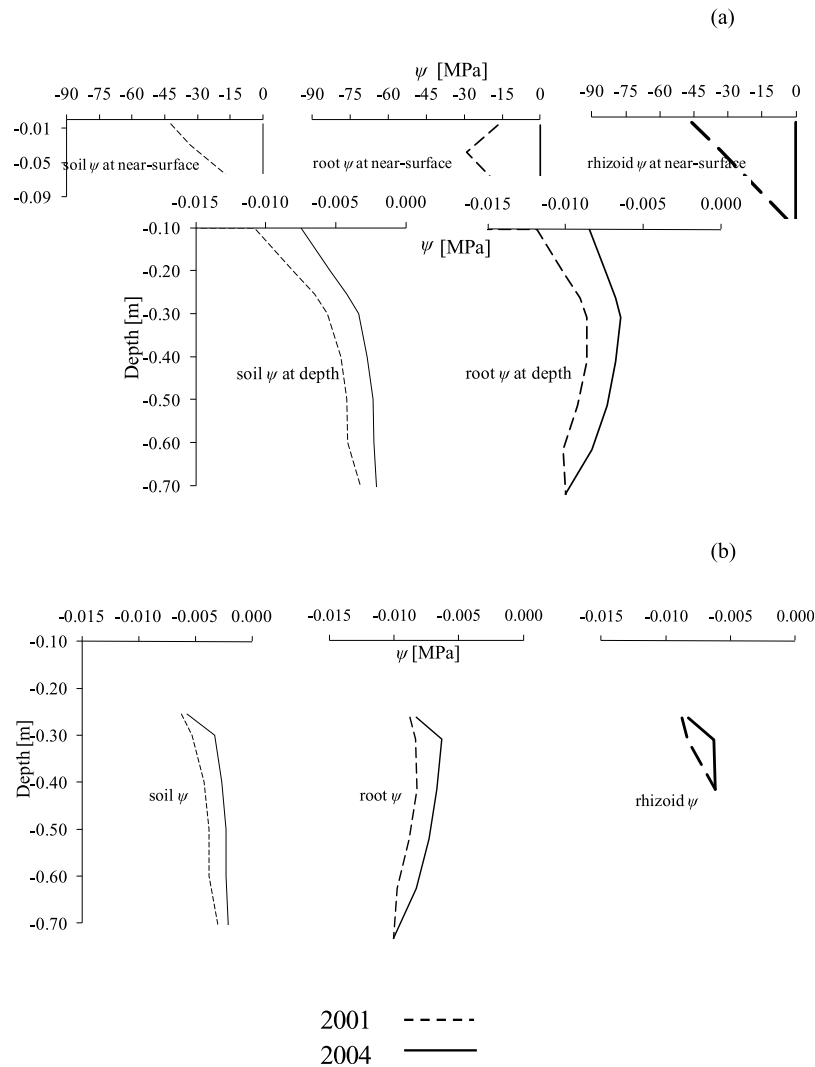 (a)
ψ [MPa]
-90 -75 -60 -45 -30 -15 0 -90 -75 -60 -45 -30 -15 0 -90 -75 -60 -45 -30 -15 0
-0.01
-0.05
-0.09
soil ψ at near-surface root ψ at near-surface rhizoid ψ at near-surface
-0.015 -0.010 -0.005 0.000 -0.015 -0.010 -0.005 0.000
ψ [MPa]
-0.10
-0.20
-0.30
-0.40
-0.50
-0.60
-0.70
Depth [m]
soil ψ at depth root ψ at depth
(b)
-0.015 -0.010 -0.005 0.000 -0.015 -0.010 -0.005 0.000 -0.015 -0.010 -0.005 0.000
ψ [MPa]
-0.10
-0.20
-0.30
-0.40
-0.50
-0.60
-0.70
Depth [m]
soil ψ root ψ rhizoid ψ
2001
2004